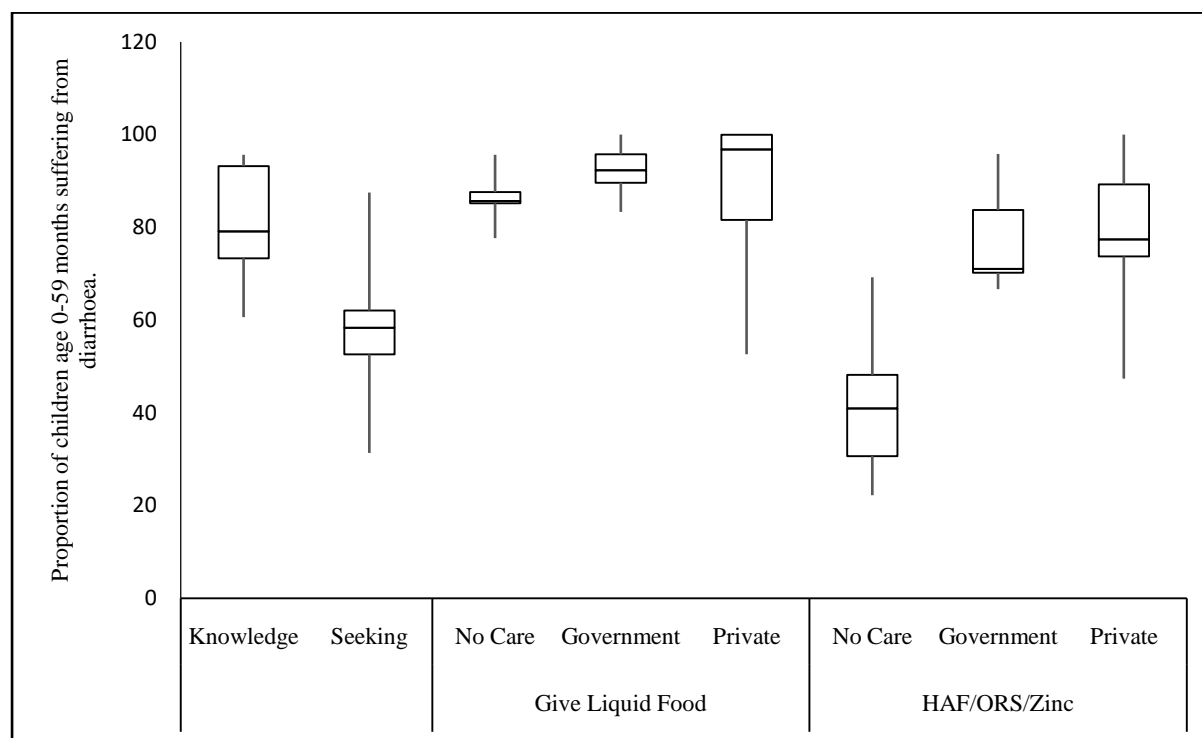 Proportion of children age 0-59 months suffering from
diarrhoea.
120
100
80
60
40
20
0
Knowledge Seeking No Care Government Private No Care Government Private
Give Liquid Food HAF/ORS/Zinc